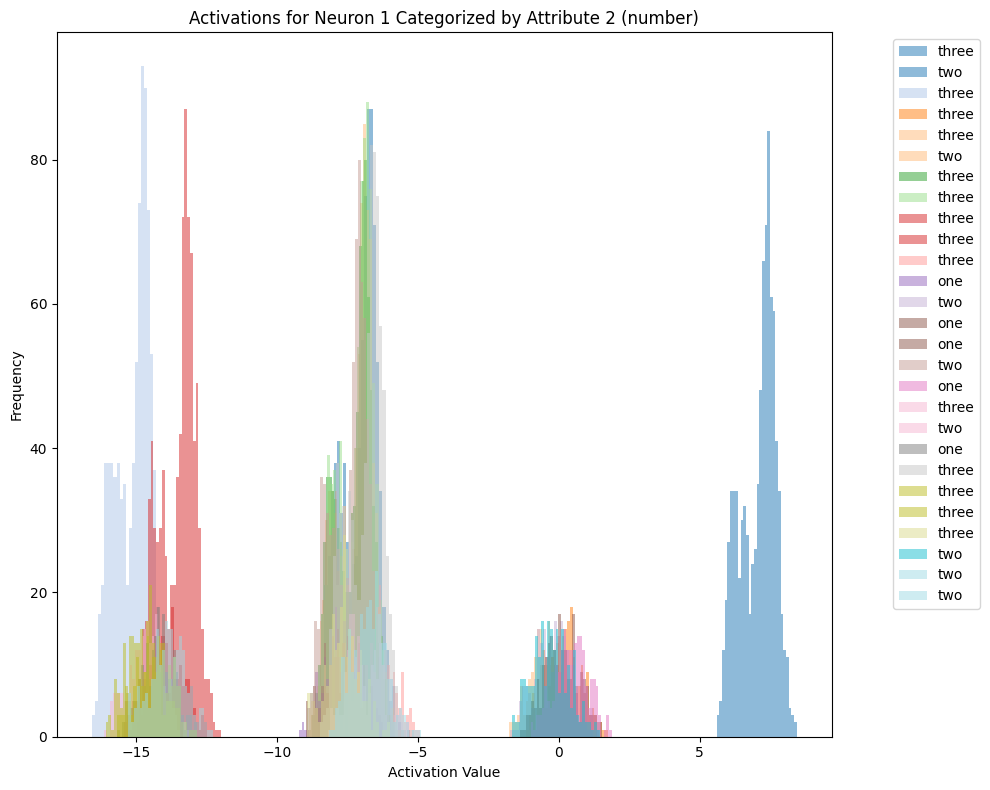 Activations for Neuron 1 Categorized by Attribute 2 (number)
Frequency
80
60
40
20
0
−15
−10
−5
0
5
Activation Value
three
two
three
three
three
two
three
three
three
three
three
one
two
one
one
two
one
three
two
one
three
three
three
three
two
two
two